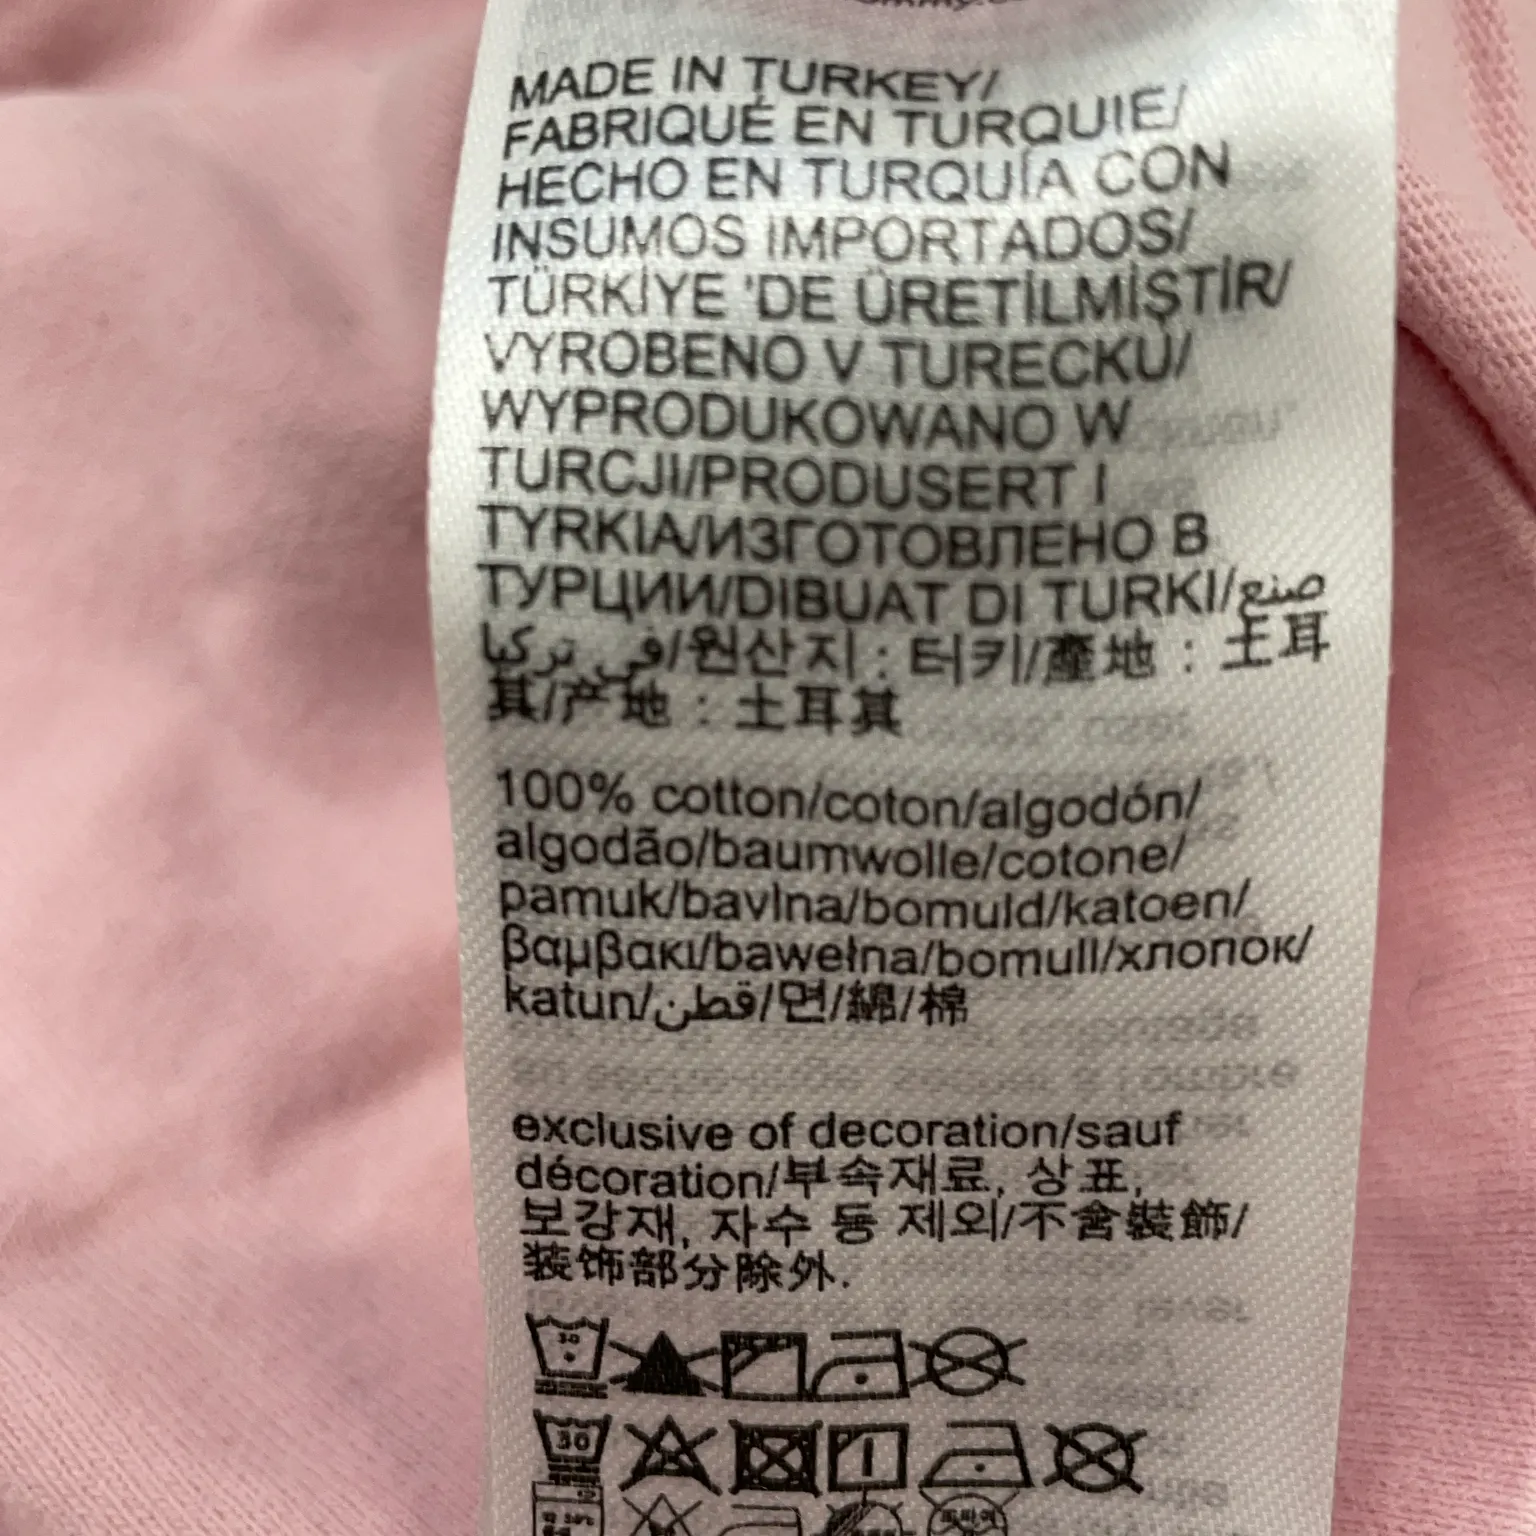 MADE IN TURKEY/
FABRIQUÉ EN TURQUIE/
HECHO EN TURQUÍA CON
INSUMOS IMPORTADOS/
TÜRKİYE 'DE ÜRETİLMİŞTİR/
VYROBENO V TURECKU/
WYPRODUKOWANO W
TURCJI/PRODUSERT I
TYRKIA/ИЗГОТОВЛЕНО В
ТУРЦИИ/DIBUAT DI TURKI/صنع
في تركيا/원산지 : 터키/產地 : 土耳
其/产地 : 土耳其
100% cotton/coton/algodón/
algodão/baumwolle/cotone/
pamuk/bavlna/bomuld/katoen/
βαμβακι/bawełna/bomull/хлопок/
katun/قطن/면/綿/棉
exclusive of decoration/sauf
décoration/부속재료, 상표,
보강재, 자수 등 제외/不含裝飾/
装饰部分除外.
30
30